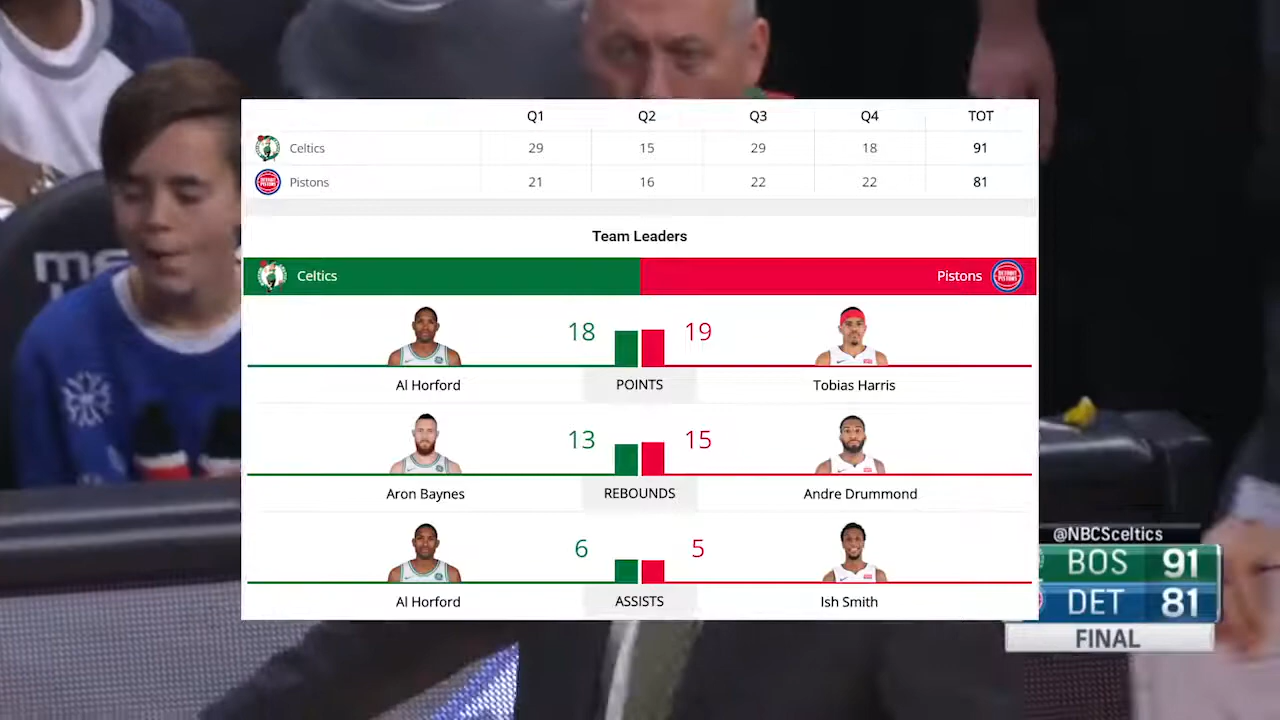 Q1 Q2 Q3 Q4 TOT
Celtics 29 15 29 18 91
Pistons 21 16 22 22 81
Team Leaders
Celtics Pistons
18 19
Al Horford POINTS Tobias Harris
13 15
Aron Baynes REBOUNDS Andre Drummond
6 5
Al Horford ASSISTS Ish Smith
@NBCSceltics
BOS 91
DET 81
FINAL